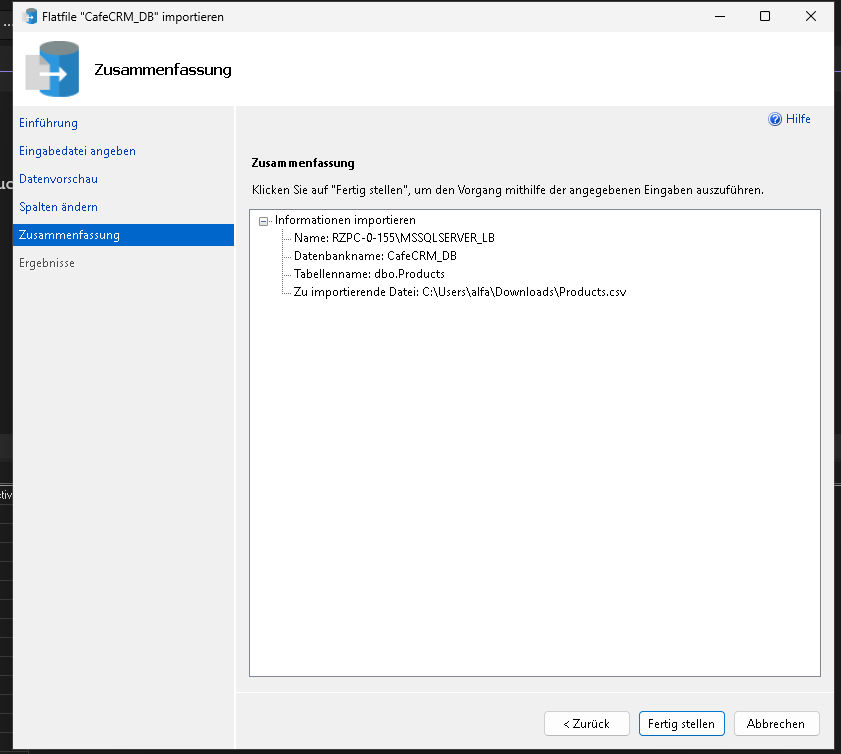 Flatfile "CafeCRM_DB" importieren
Zusammenfassung
Einführung
Eingabedatei angeben
Datenvorschau
Spalten ändern
Zusammenfassung
Ergebnisse
Hilfe
Zusammenfassung
Klicken Sie auf "Fertig stellen", um den Vorgang mithilfe der angegebenen Eingaben auszuführen.
Informationen importieren
Name: RZPC-0-155\MSSQLSERVER_LB
Datenbankname: CafeCRM_DB
Tabellenname: dbo.Products
Zu importierende Datei: C:\Users\alfa\Downloads\Products.csv
< Zurück
Fertig stellen
Abbrechen